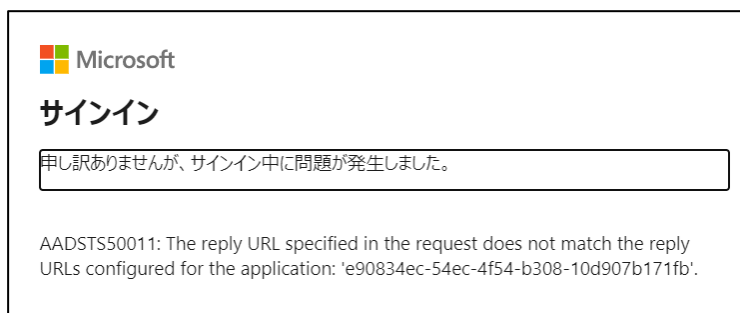 Microsoft
サインイン
申し訳ありませんが、サインイン中に問題が発生しました。
AADSTS50011: The reply URL specified in the request does not match the reply
URLs configured for the application: 'e90834ec-54ec-4f54-b308-10d907b171fb'.